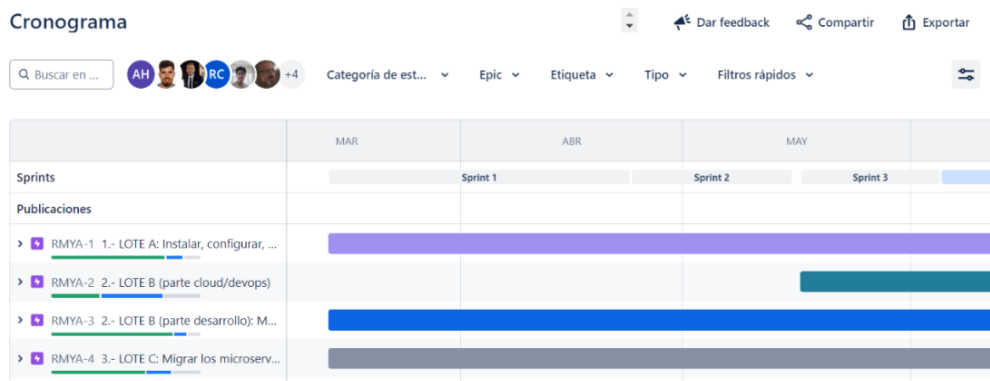 Cronograma
Dar feedback Compartir Exportar
Buscar en ... AH RC +4 Categoría de est... Epic Etiqueta Tipo Filtros rápidos
MAR ABR MAY
Sprints Sprint 1 Sprint 2 Sprint 3
Publicaciones
RMYA-1 1.- LOTE A: Instalar, configurar, ...
RMYA-2 2.- LOTE B (parte cloud/devops)
RMYA-3 2.- LOTE B (parte desarrollo): M...
RMYA-4 3.- LOTE C: Migrar los microserv...